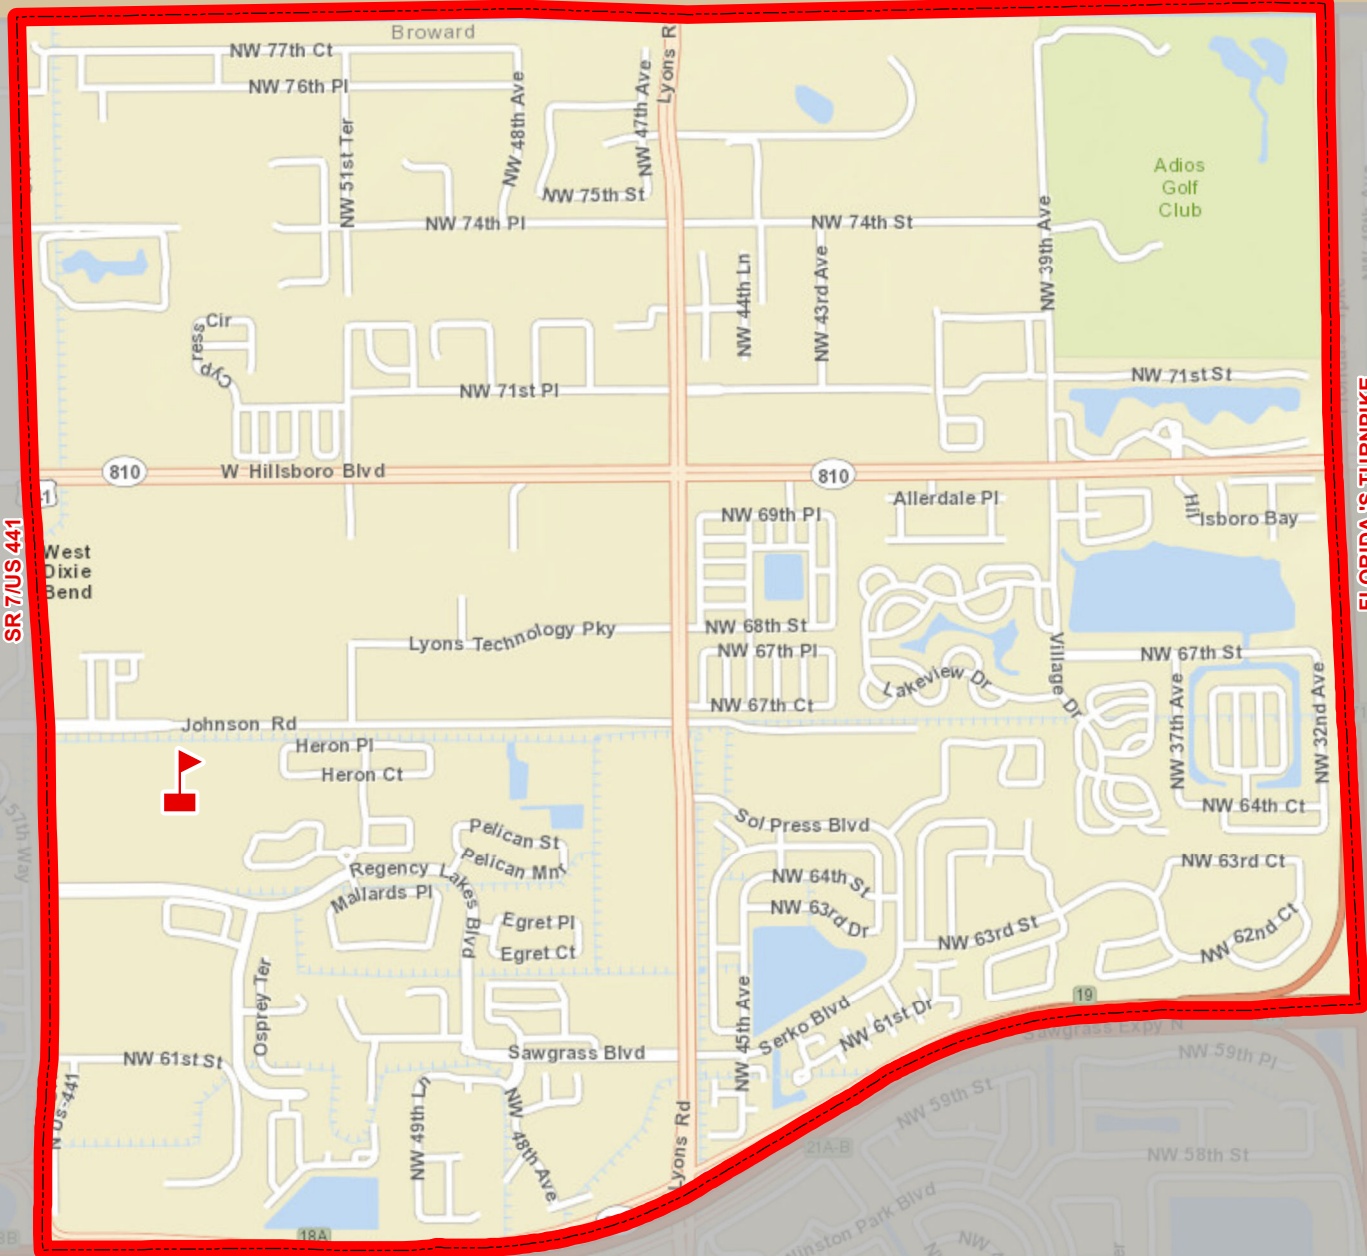 Broward
NW 77th Ct
NW 76th Pl
NW 51st Ter
NW 48th Ave
NW 47th Ave
Lyons R
NW 75th St
NW 74th Pl
NW 74th St
Adios
Golf
Club
NW 39th Ave
NW 44th Ln
NW 43rd Ave
Cypress Cir
NW 71st Pl
NW 71st St
810
W Hillsboro Blvd
810
Allerdale Pl
NW 69th Pl
Hillsboro Bay
SR 7/US 441
FLORIDA'S TURNPIKE
West
Dixie
Bend
Lyons Technology Pky
NW 68th St
NW 67th Pl
NW 67th St
Lakeview Dr
Village Dr
NW 67th Ct
NW 37th Ave
NW 32nd Ave
Johnson Rd
Heron Pl
Heron Ct
NW 64th Ct
57th Way
Pelican St
Pelican Mnr
Sol Press Blvd
Regency Lakes Blvd
Mallards Pl
NW 64th St
NW 63rd Dr
NW 63rd Ct
Egret Pl
Egret Ct
NW 63rd St
NW 62nd Ct
Osprey Ter
NW 45th Ave
Serko Blvd
NW 61st Dr
19
Sawgrass Expy N
NW 61st St
Sawgrass Blvd
NW 59th Pl
N US-441
NW 49th Ln
NW 48th Ave
Lyons Rd
NW 59th St
21A-B
NW 58th St
18A
Park Blvd